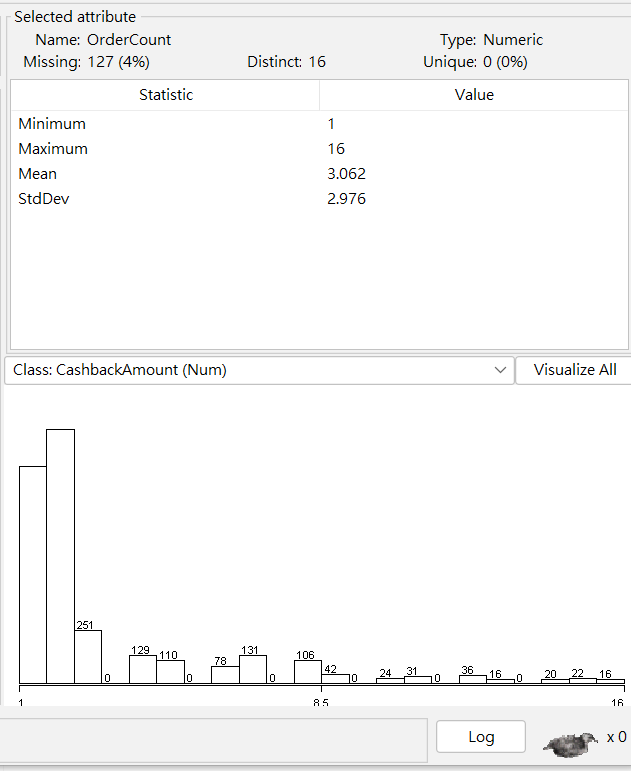 Selected attribute
Name: OrderCount Type: Numeric
Missing: 127 (4%) Distinct: 16 Unique: 0 (0%)
Statistic Value
Minimum 1
Maximum 16
Mean 3.062
StdDev 2.976
Class: CashbackAmount (Num) Visualize All
251 0 129 110 0 78 131 0 106 42 0 24 31 0 36 16 0 20 22 16
1 8.5 16
Log x 0